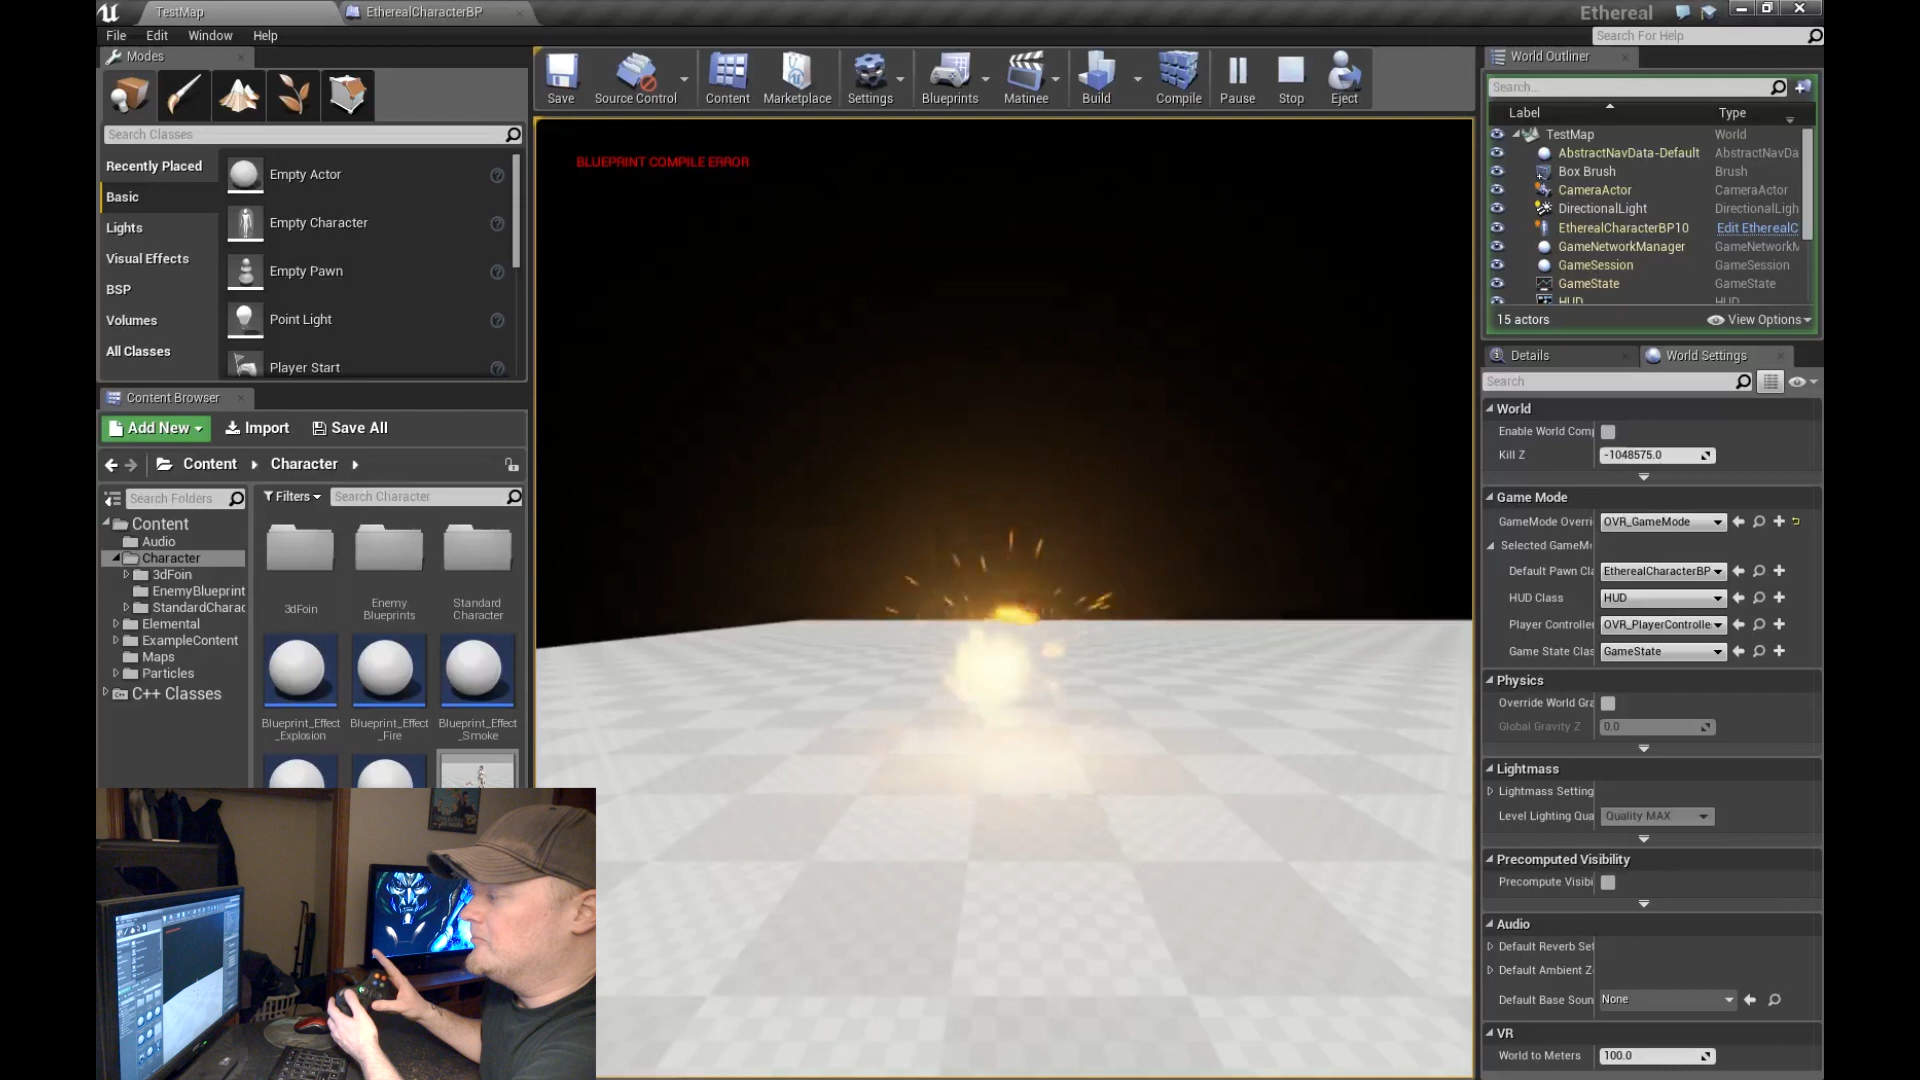 TestMap
EtherealCharacterBP
Ethereal
File Edit Window Help
Search For Help
Modes
Search Classes
Recently Placed
Basic
Lights
Visual Effects
BSP
Volumes
All Classes
Empty Actor
Empty Character
Empty Pawn
Point Light
Player Start
Save
Source Control
Content
Marketplace
Settings
Blueprints
Matinee
Build
Compile
Pause
Stop
Eject
BLUEPRINT COMPILE ERROR
Content Browser
Add New
Import
Save All
Content
Character
Search Folders
Filters
Search Character
Content
Audio
Character
3dFoin
EnemyBlueprint
StandardCharac
Elemental
ExampleContent
Maps
Particles
C++ Classes
3dFoin
Enemy
Blueprints
Standard
Character
Blueprint_Effect
_Explosion
Blueprint_Effect
_Fire
Blueprint_Effect
_Smoke
World Outliner
Search...
Label Type
TestMap World
AbstractNavData-Default AbstractNavDa
Box Brush Brush
CameraActor CameraActor
DirectionalLight DirectionalLigh
EtherealCharacterBP10 Edit EtherealC
GameNetworkManager GameNetworkM
GameSession GameSession
GameState GameState
HUD HUD
15 actors View Options
Details
World Settings
Search
World
Enable World Comp
Kill Z -1048575.0
Game Mode
GameMode Overri OVR_GameMode
Selected GameMo
Default Pawn Cla EtherealCharacterBP
HUD Class HUD
Player Controller OVR_PlayerControlle
Game State Clas GameState
Physics
Override World Gra
Global Gravity Z 0.0
Lightmass
Lightmass Setting
Level Lighting Qua Quality MAX
Precomputed Visibility
Precompute Visibi
Audio
Default Reverb Set
Default Ambient Z
Default Base Soun None
VR
World to Meters 100.0